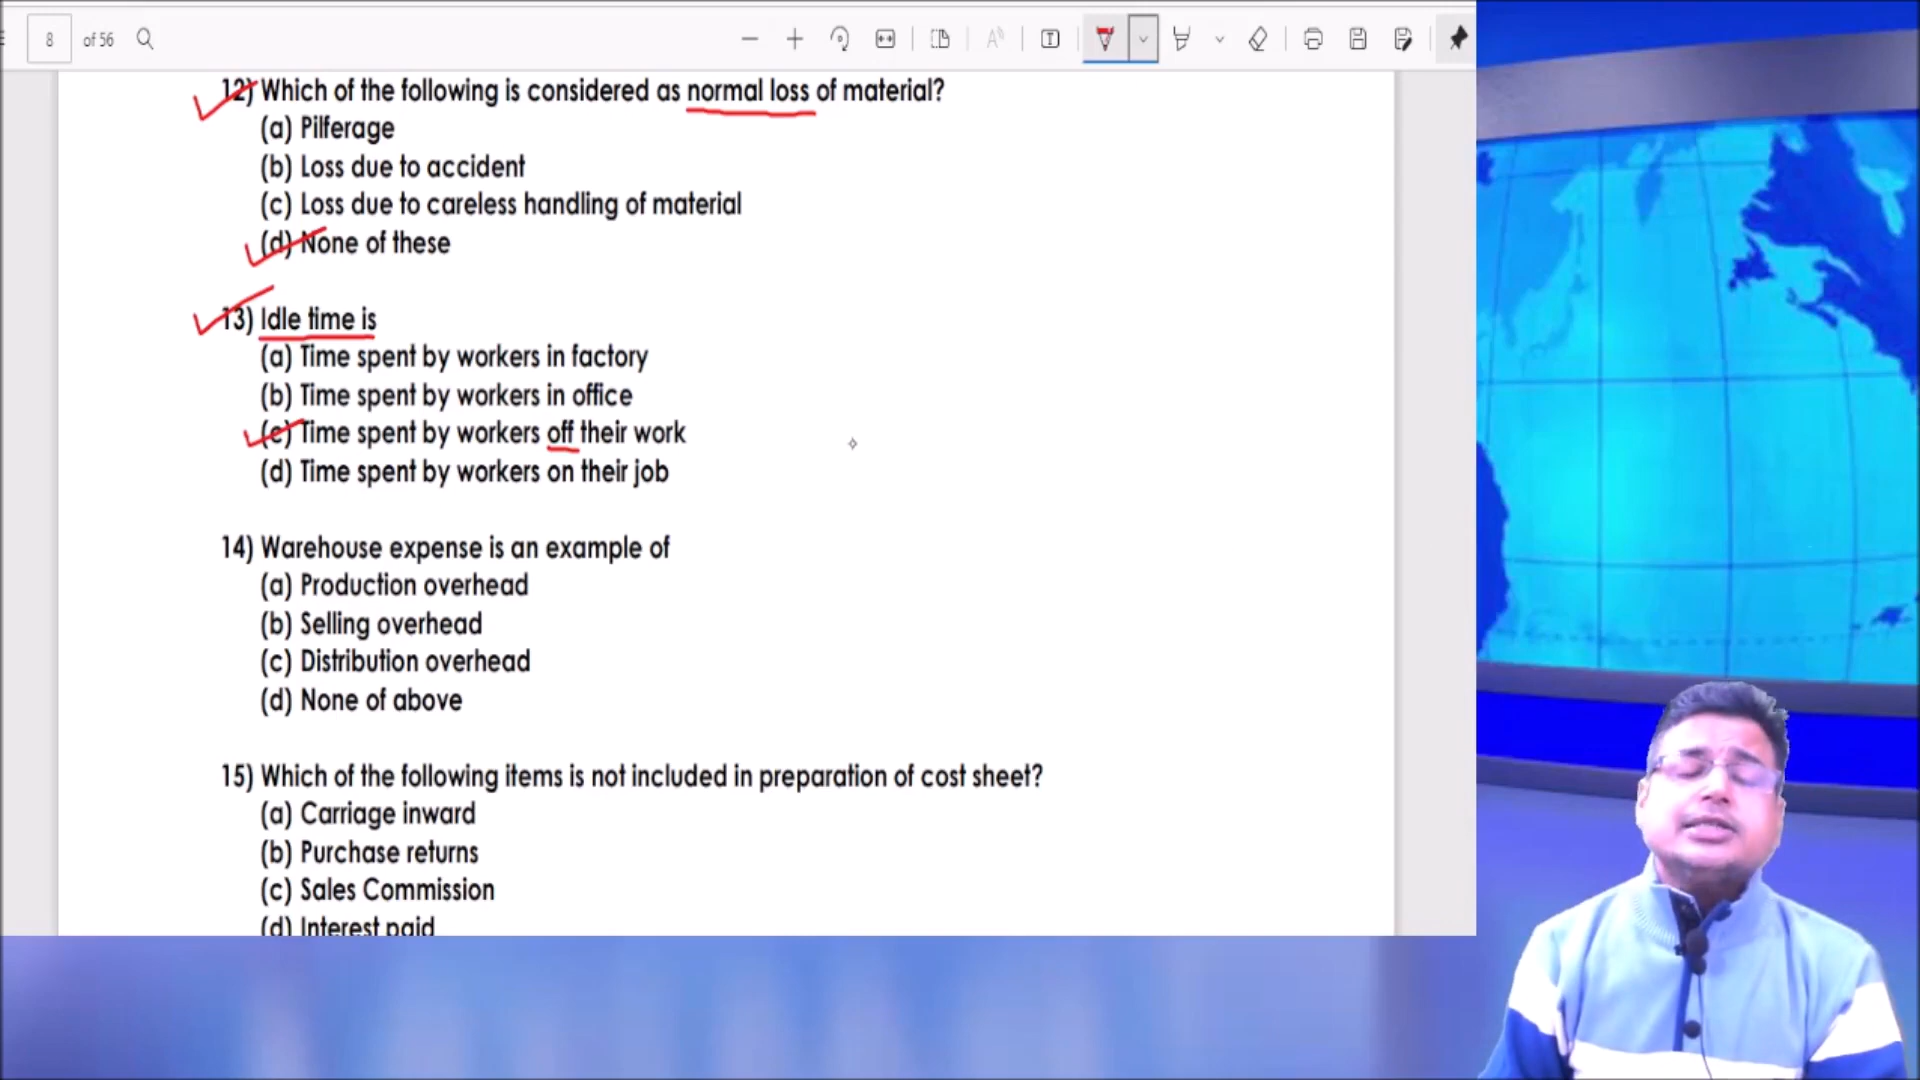 8 of 56
12) Which of the following is considered as normal loss of material?
(a) Pilferage
(b) Loss due to accident
(c) Loss due to careless handling of material
(d) None of these
13) Idle time is
(a) Time spent by workers in factory
(b) Time spent by workers in office
(c) Time spent by workers off their work
(d) Time spent by workers on their job
14) Warehouse expense is an example of
(a) Production overhead
(b) Selling overhead
(c) Distribution overhead
(d) None of above
15) Which of the following items is not included in preparation of cost sheet?
(a) Carriage inward
(b) Purchase returns
(c) Sales Commission
(d) Interest paid